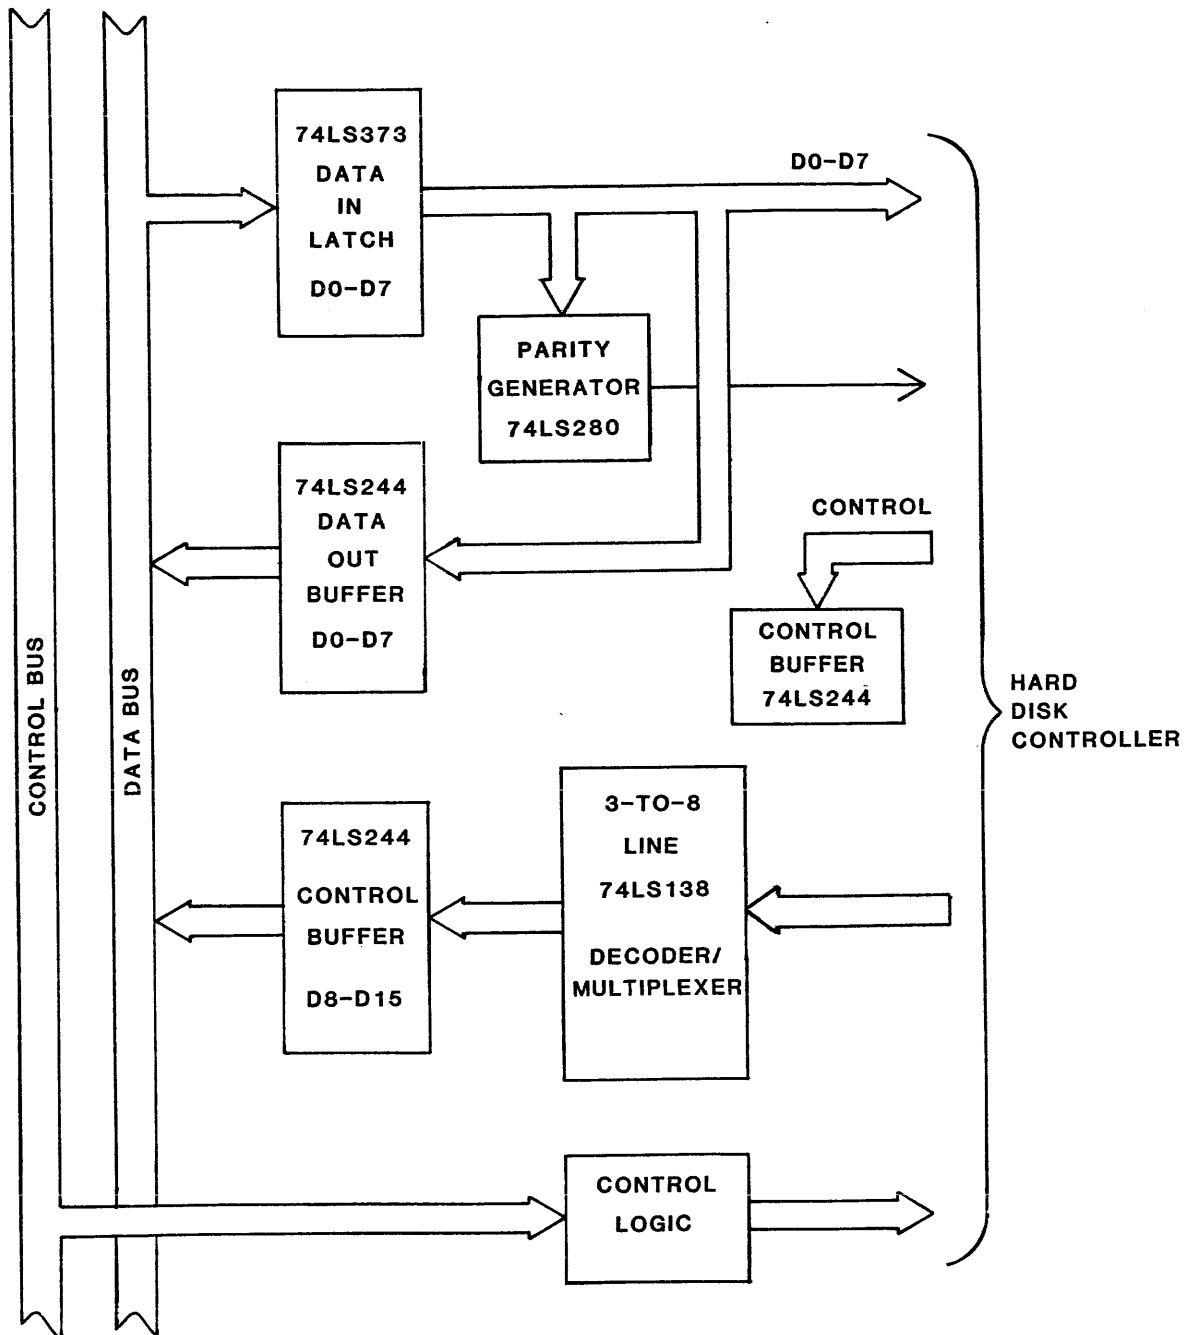 74LS373
DATA
IN
LATCH
D0-D7
D0-D7
PARITY
GENERATOR
74LS280
74LS244
DATA
OUT
BUFFER
D0-D7
CONTROL
CONTROL
BUFFER
74LS244
HARD
DISK
CONTROLLER
CONTROL BUS
DATA BUS
74LS244
CONTROL
BUFFER
D8-D15
3-TO-8
LINE
74LS138
DECODER/
MULTIPLEXER
CONTROL
LOGIC